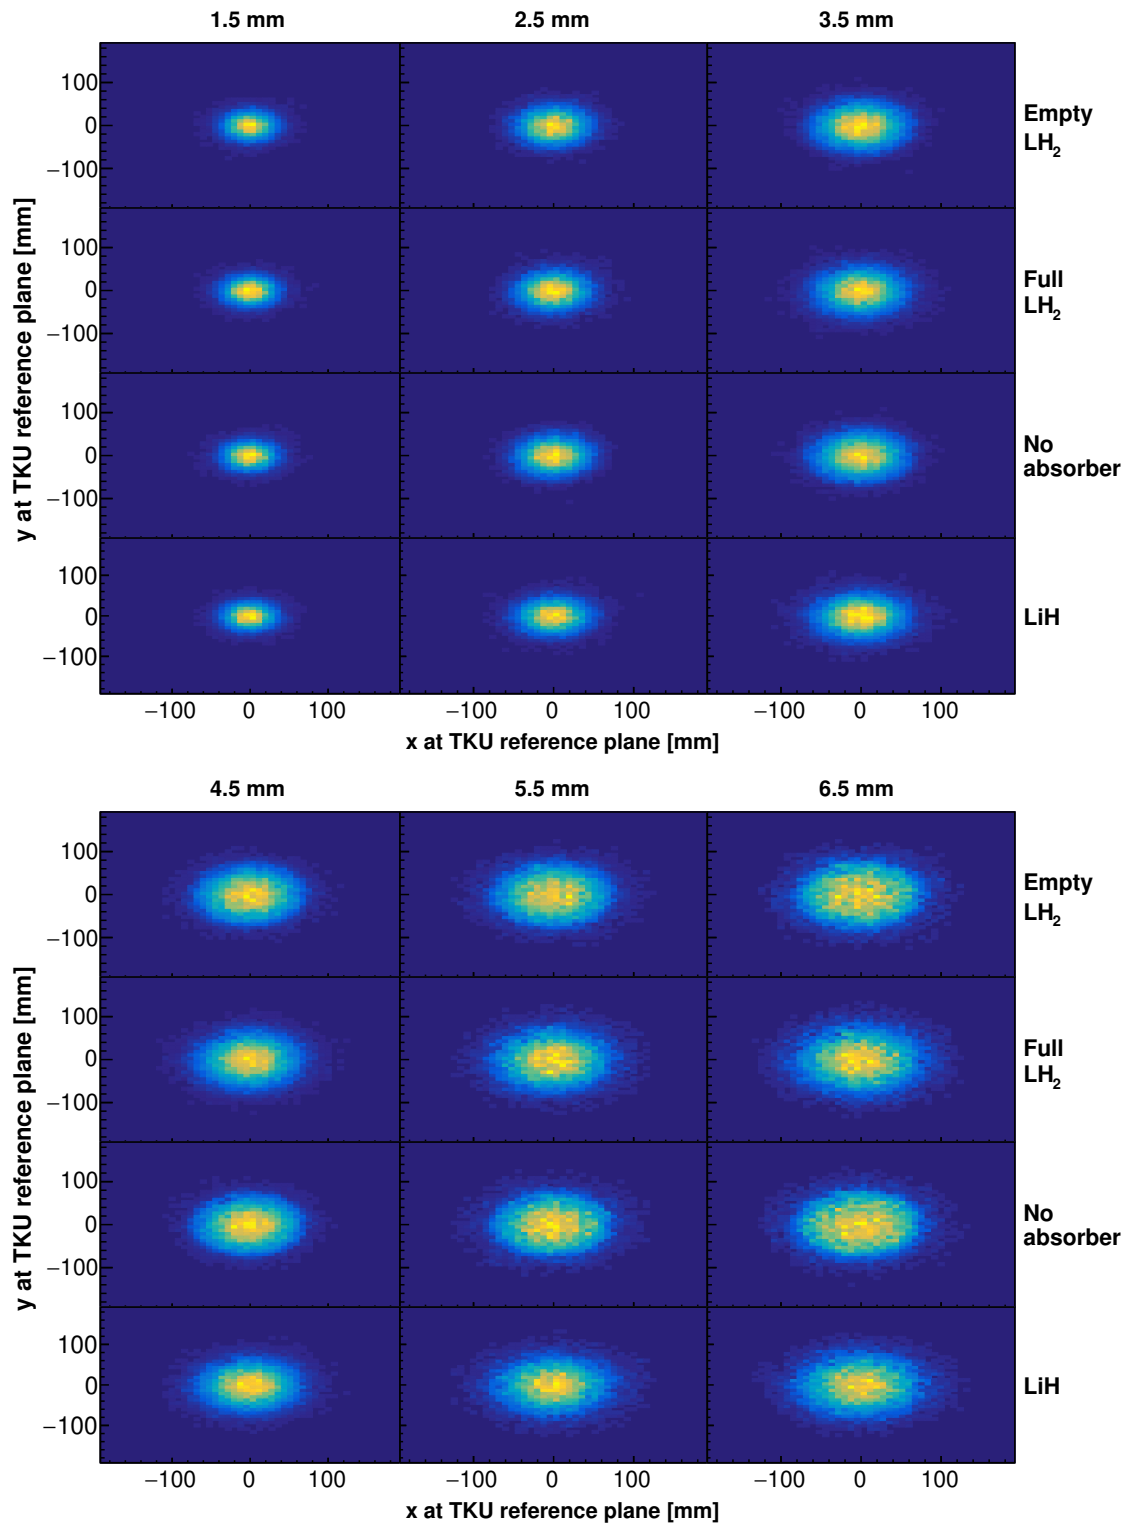 1.5 mm 2.5 mm 3.5 mm
y at TKU reference plane [mm]
100
0
−100
Empty
LH2
100
0
−100
Full
LH2
100
0
−100
No
absorber
100
0
−100
LiH
−100 0 100 −100 0 100 −100 0 100
x at TKU reference plane [mm]
4.5 mm 5.5 mm 6.5 mm
y at TKU reference plane [mm]
100
0
−100
Empty
LH2
100
0
−100
Full
LH2
100
0
−100
No
absorber
100
0
−100
LiH
−100 0 100 −100 0 100 −100 0 100
x at TKU reference plane [mm]